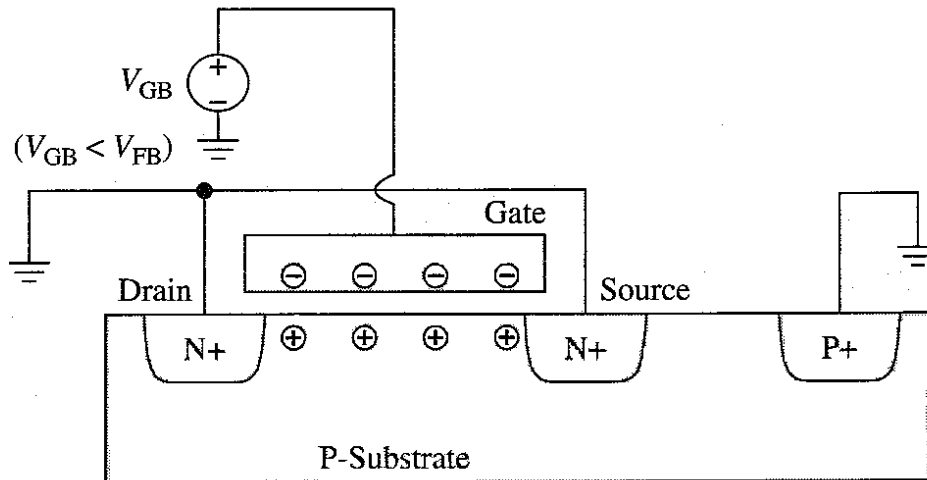 +
V_GB
−
(V_GB < V_FB)
Gate
− − − −
Drain
Source
N+ + + + + N+ P+
P-Substrate